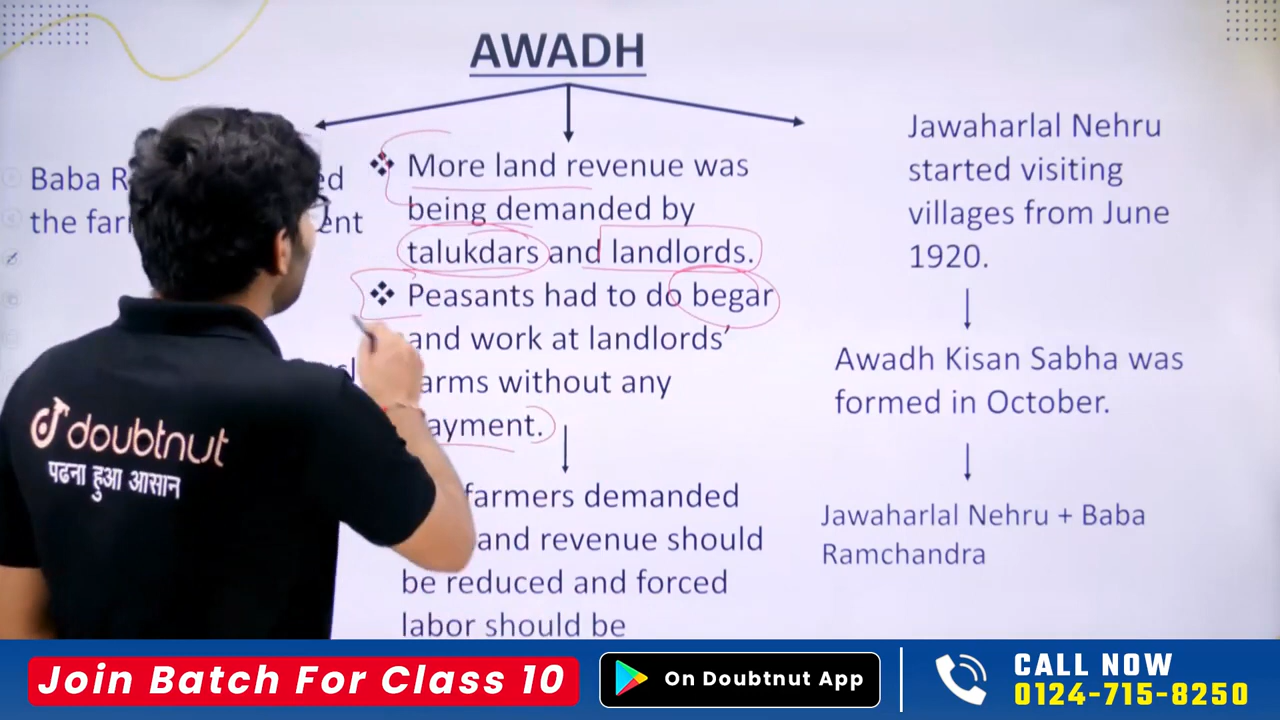 AWADH
Baba R ed
the far ent
More land revenue was
being demanded by
talukdars and landlords.
Peasants had to do begar
and work at landlords’
arms without any
ayment.
farmers demanded
and revenue should
be reduced and forced
labor should be
Jawaharlal Nehru
started visiting
villages from June
1920.
Awadh Kisan Sabha was
formed in October.
Jawaharlal Nehru + Baba
Ramchandra
doubtnut
पढना हुआ आसान
Join Batch For Class 10
On Doubtnut App
CALL NOW
0124-715-8250